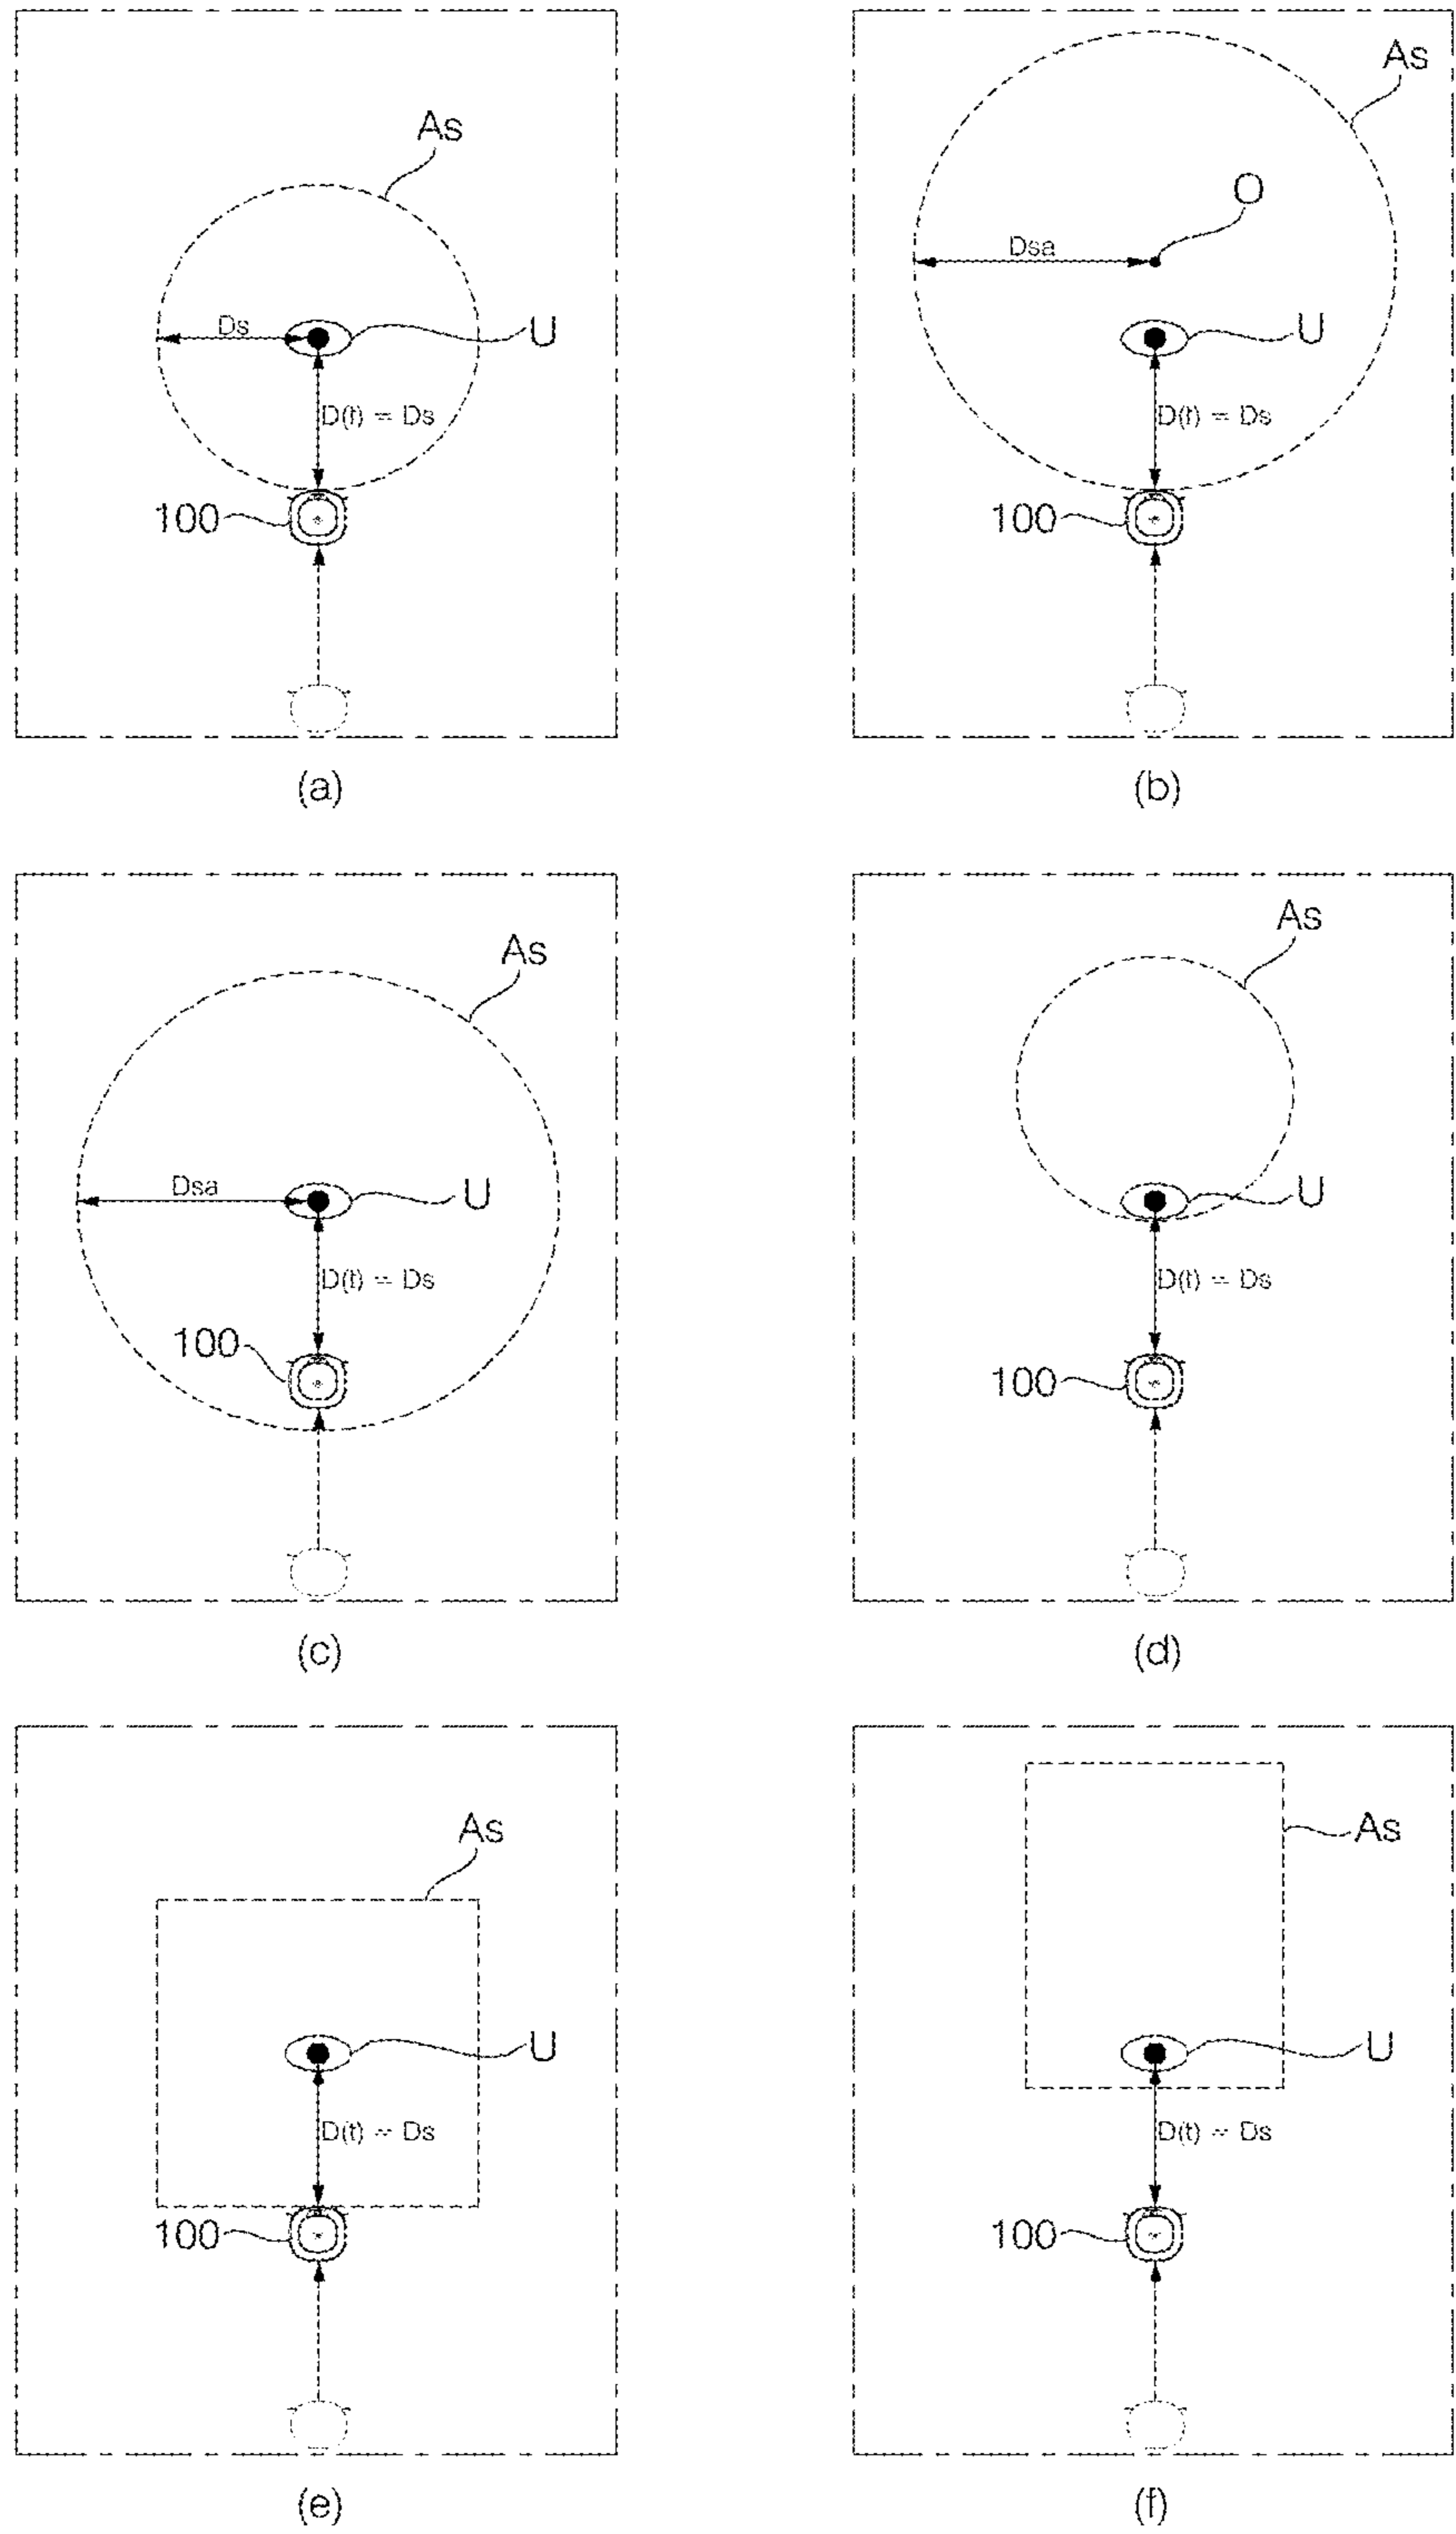 As
Ds
U
D(t) = Ds
100
(a)
As
O
Dsa
U
D(t) = Ds
100
(b)
As
Dsa
U
D(t) = Ds
100
(c)
As
U
D(t) = Ds
100
(d)
As
U
D(t) = Ds
100
(e)
As
U
D(t) = Ds
100
(f)